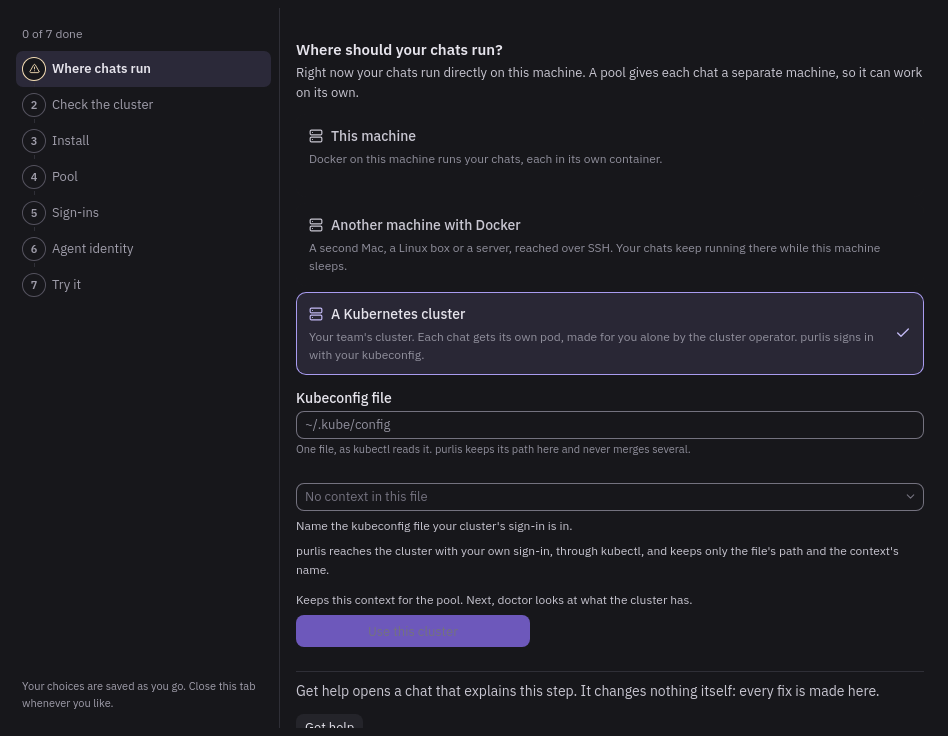 0 of 7 done
Where chats run
2 Check the cluster
3 Install
4 Pool
5 Sign-ins
6 Agent identity
7 Try it
Your choices are saved as you go. Close this tab
whenever you like.
Where should your chats run?
Right now your chats run directly on this machine. A pool gives each chat a separate machine, so it can work
on its own.
This machine
Docker on this machine runs your chats, each in its own container.
Another machine with Docker
A second Mac, a Linux box or a server, reached over SSH. Your chats keep running there while this machine
sleeps.
A Kubernetes cluster
Your team's cluster. Each chat gets its own pod, made for you alone by the cluster operator. purlis signs in
with your kubeconfig.
Kubeconfig file
~/.kube/config
One file, as kubectl reads it. purlis keeps its path here and never merges several.
No context in this file
Name the kubeconfig file your cluster's sign-in is in.
purlis reaches the cluster with your own sign-in, through kubectl, and keeps only the file's path and the context's
name.
Keeps this context for the pool. Next, doctor looks at what the cluster has.
Use this cluster
Get help opens a chat that explains this step. It changes nothing itself: every fix is made here.
Get help